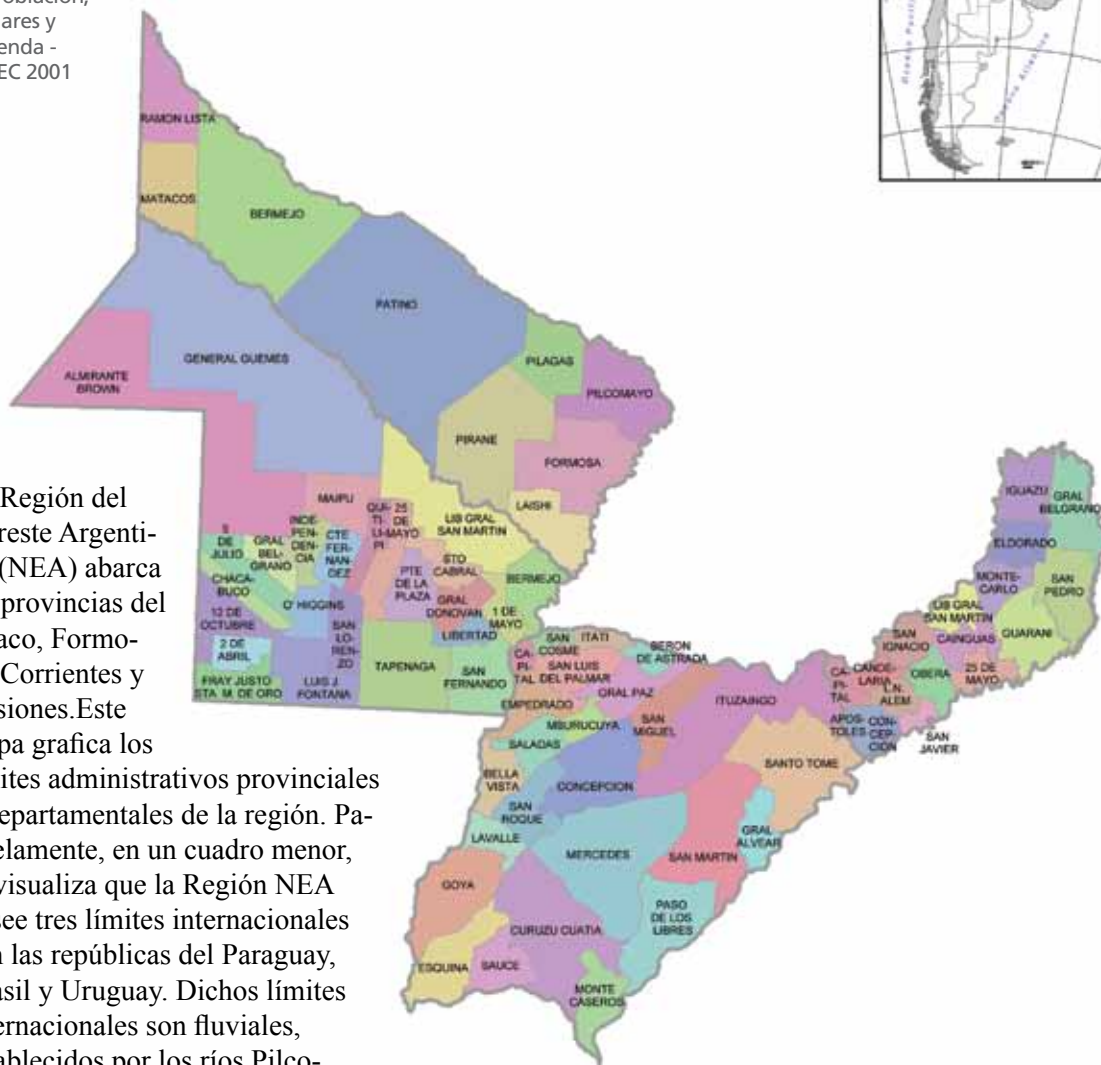 ares y
enda -
EC 2001
Océano Pacífico
RAMON LISTA
MATACOS
BERMEJO
PATINO
GENERAL GUEMES
ALMIRANTE
BROWN
PILAGAS
PILCOMAYO
PIRANE
FORMOSA
LAISHI
MAIPU
QUI-
TI-
LI-
PI
25
DE
MAYO
LIB GRAL
SAN MARTIN
INDE-
PEN-
DEN-
CIA
CTE
FER-
NAN-
DEZ
DE
JULIO
GRAL
BEL-
GRANO
CHACA-
BUCO
STO
CABRAL
PTE
DE LA
PLAZA
BERMEJO
GRAL
DONOVAN
1 DE
MAYO
LIBERTAD
O' HIGGINS
12 DE
OCTUBRE
2 DE
ABRIL
SAN
LO-
REN-
ZO
FRAY JUSTO
STA. M. DE ORO
LUIS J.
FONTANA
TAPENAGA
SAN
FERNANDO
IGUAZU
GRAL
BELGRANO
ELDORADO
MONTE-
CARLO
SAN
PEDRO
LIB GRAL
SAN MARTIN
GUARANI
CAINGUAS
SAN
IGNACIO
CANDE-
LARIA
OBERA
25 DE
MAYO
CA-
PI-
TAL
L.N.
ALEM
APOS-
TOLES
CON-
CEP-
CION
SAN
JAVIER
SAN
COSME
ITATI
BERON
DE ASTRADA
CA-
PI-
TAL
SAN LUIS
DEL PALMAR
GRAL PAZ
ITUZAINGO
EMPEDRADO
MBURUCUYA
SAN
MIGUEL
SALADAS
SANTO TOME
BELLA
VISTA
CONCEPCION
SAN
ROQUE
LAVALLE
MERCEDES
SAN MARTIN
GRAL
ALVEAR
GOYA
PASO
DE LOS
LIBRES
CURUZU CUATIA
ESQUINA
SAUCE
MONTE
CASEROS
Región del
reste Argenti-
(NEA) abarca
provincias del
aco, Formo-
Corrientes y
siones.Este
pa grafica los
ites administrativos provinciales
epartamentales de la región. Pa-
elamente, en un cuadro menor,
visualiza que la Región NEA
see tres límites internacionales
n las repúblicas del Paraguay,
asil y Uruguay. Dichos límites
ernacionales son fluviales,
ablecidos por los ríos Pilco-